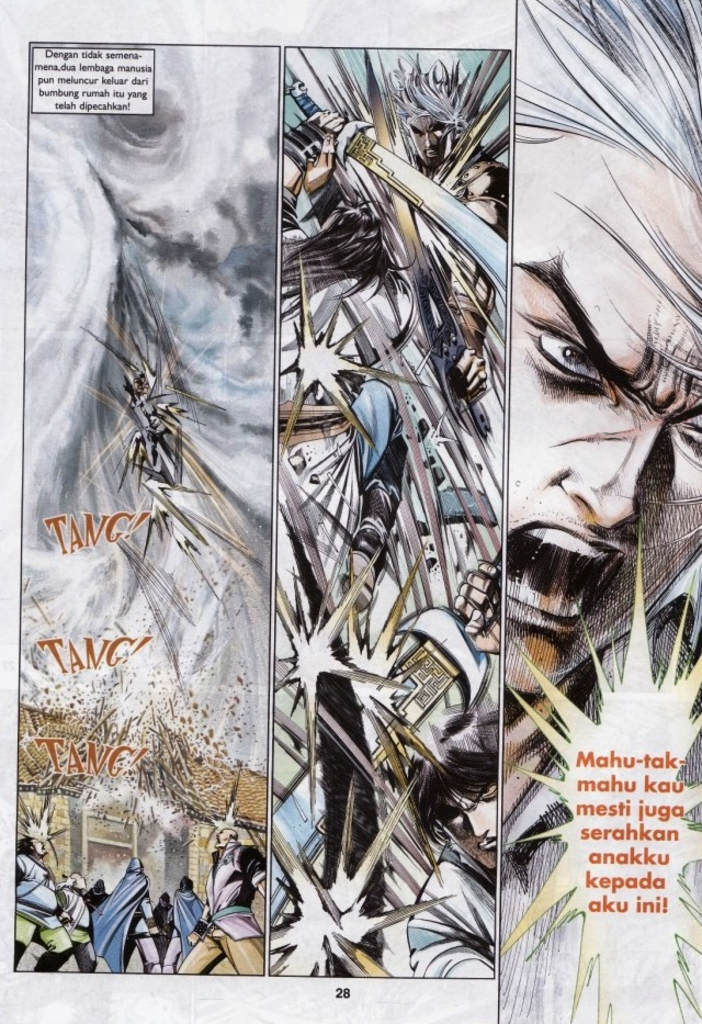 Dengan tidak semena-
mena,dua lembaga manusia
pun meluncur keluar dari
bumbung rumah itu yang
telah dipecahkan!
TANG!
TANG!
TANG!
Mahu-tak-
mahu kau
mesti juga
serahkan
anakku
kepada
aku ini!
28